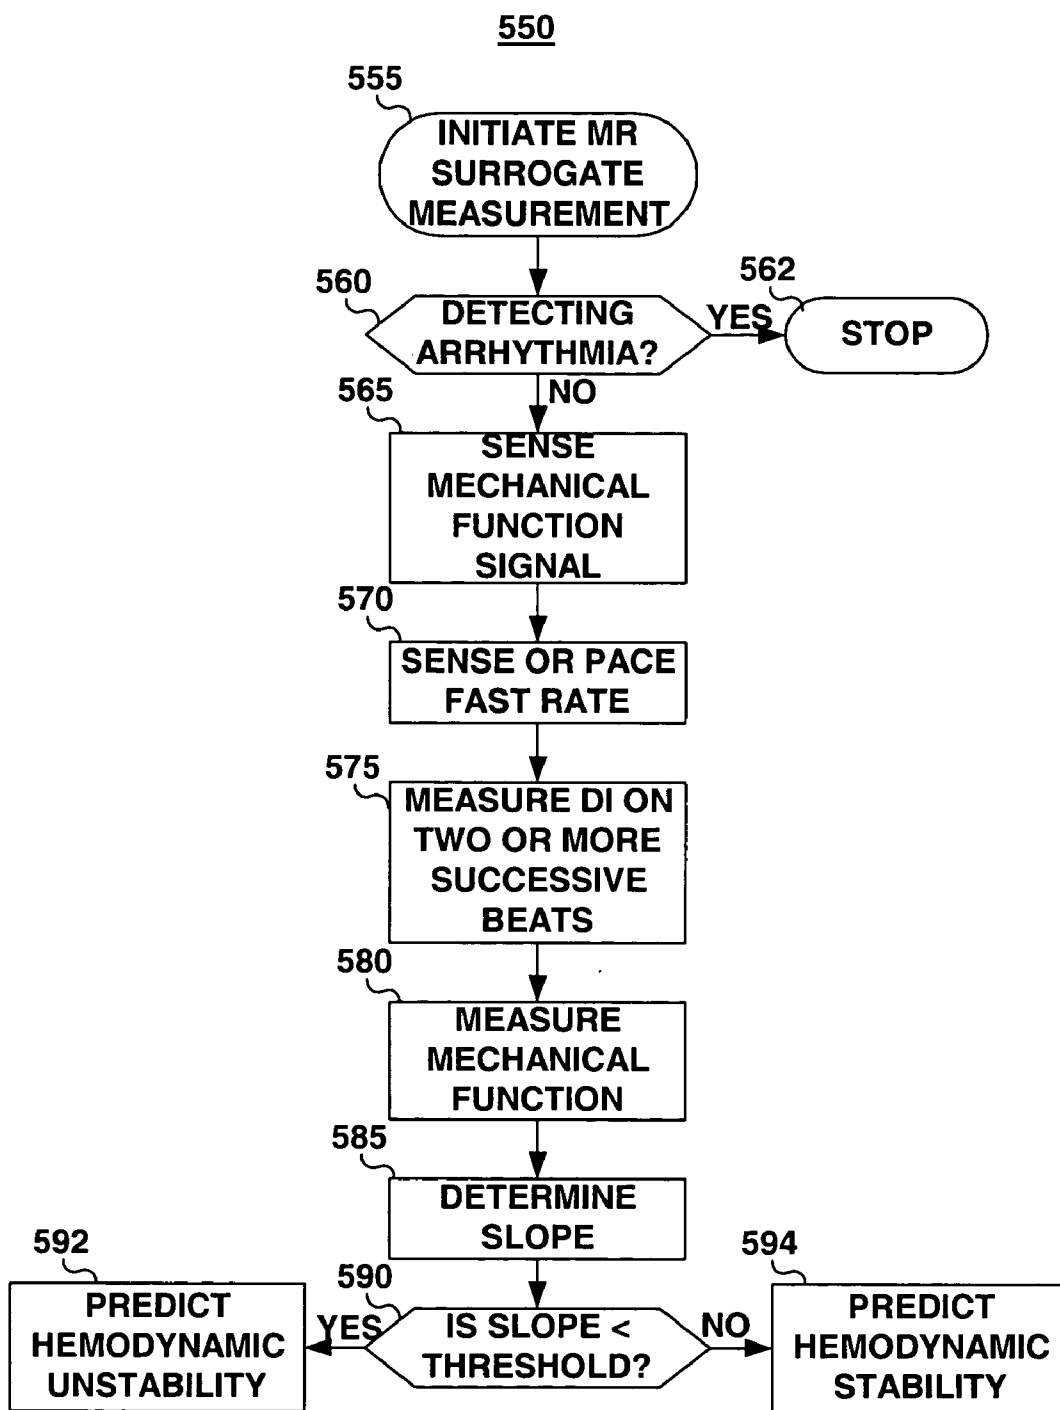 550
555
INITIATE MR
SURROGATE
MEASUREMENT
560
DETECTING
ARRHYTHMIA?
YES
562
STOP
NO
565
SENSE
MECHANICAL
FUNCTION
SIGNAL
570
SENSE OR PACE
FAST RATE
575
MEASURE DI ON
TWO OR MORE
SUCCESSIVE
BEATS
580
MEASURE
MECHANICAL
FUNCTION
585
DETERMINE
SLOPE
590
IS SLOPE <
THRESHOLD?
YES
592
PREDICT
HEMODYNAMIC
UNSTABILITY
NO
594
PREDICT
HEMODYNAMIC
STABILITY